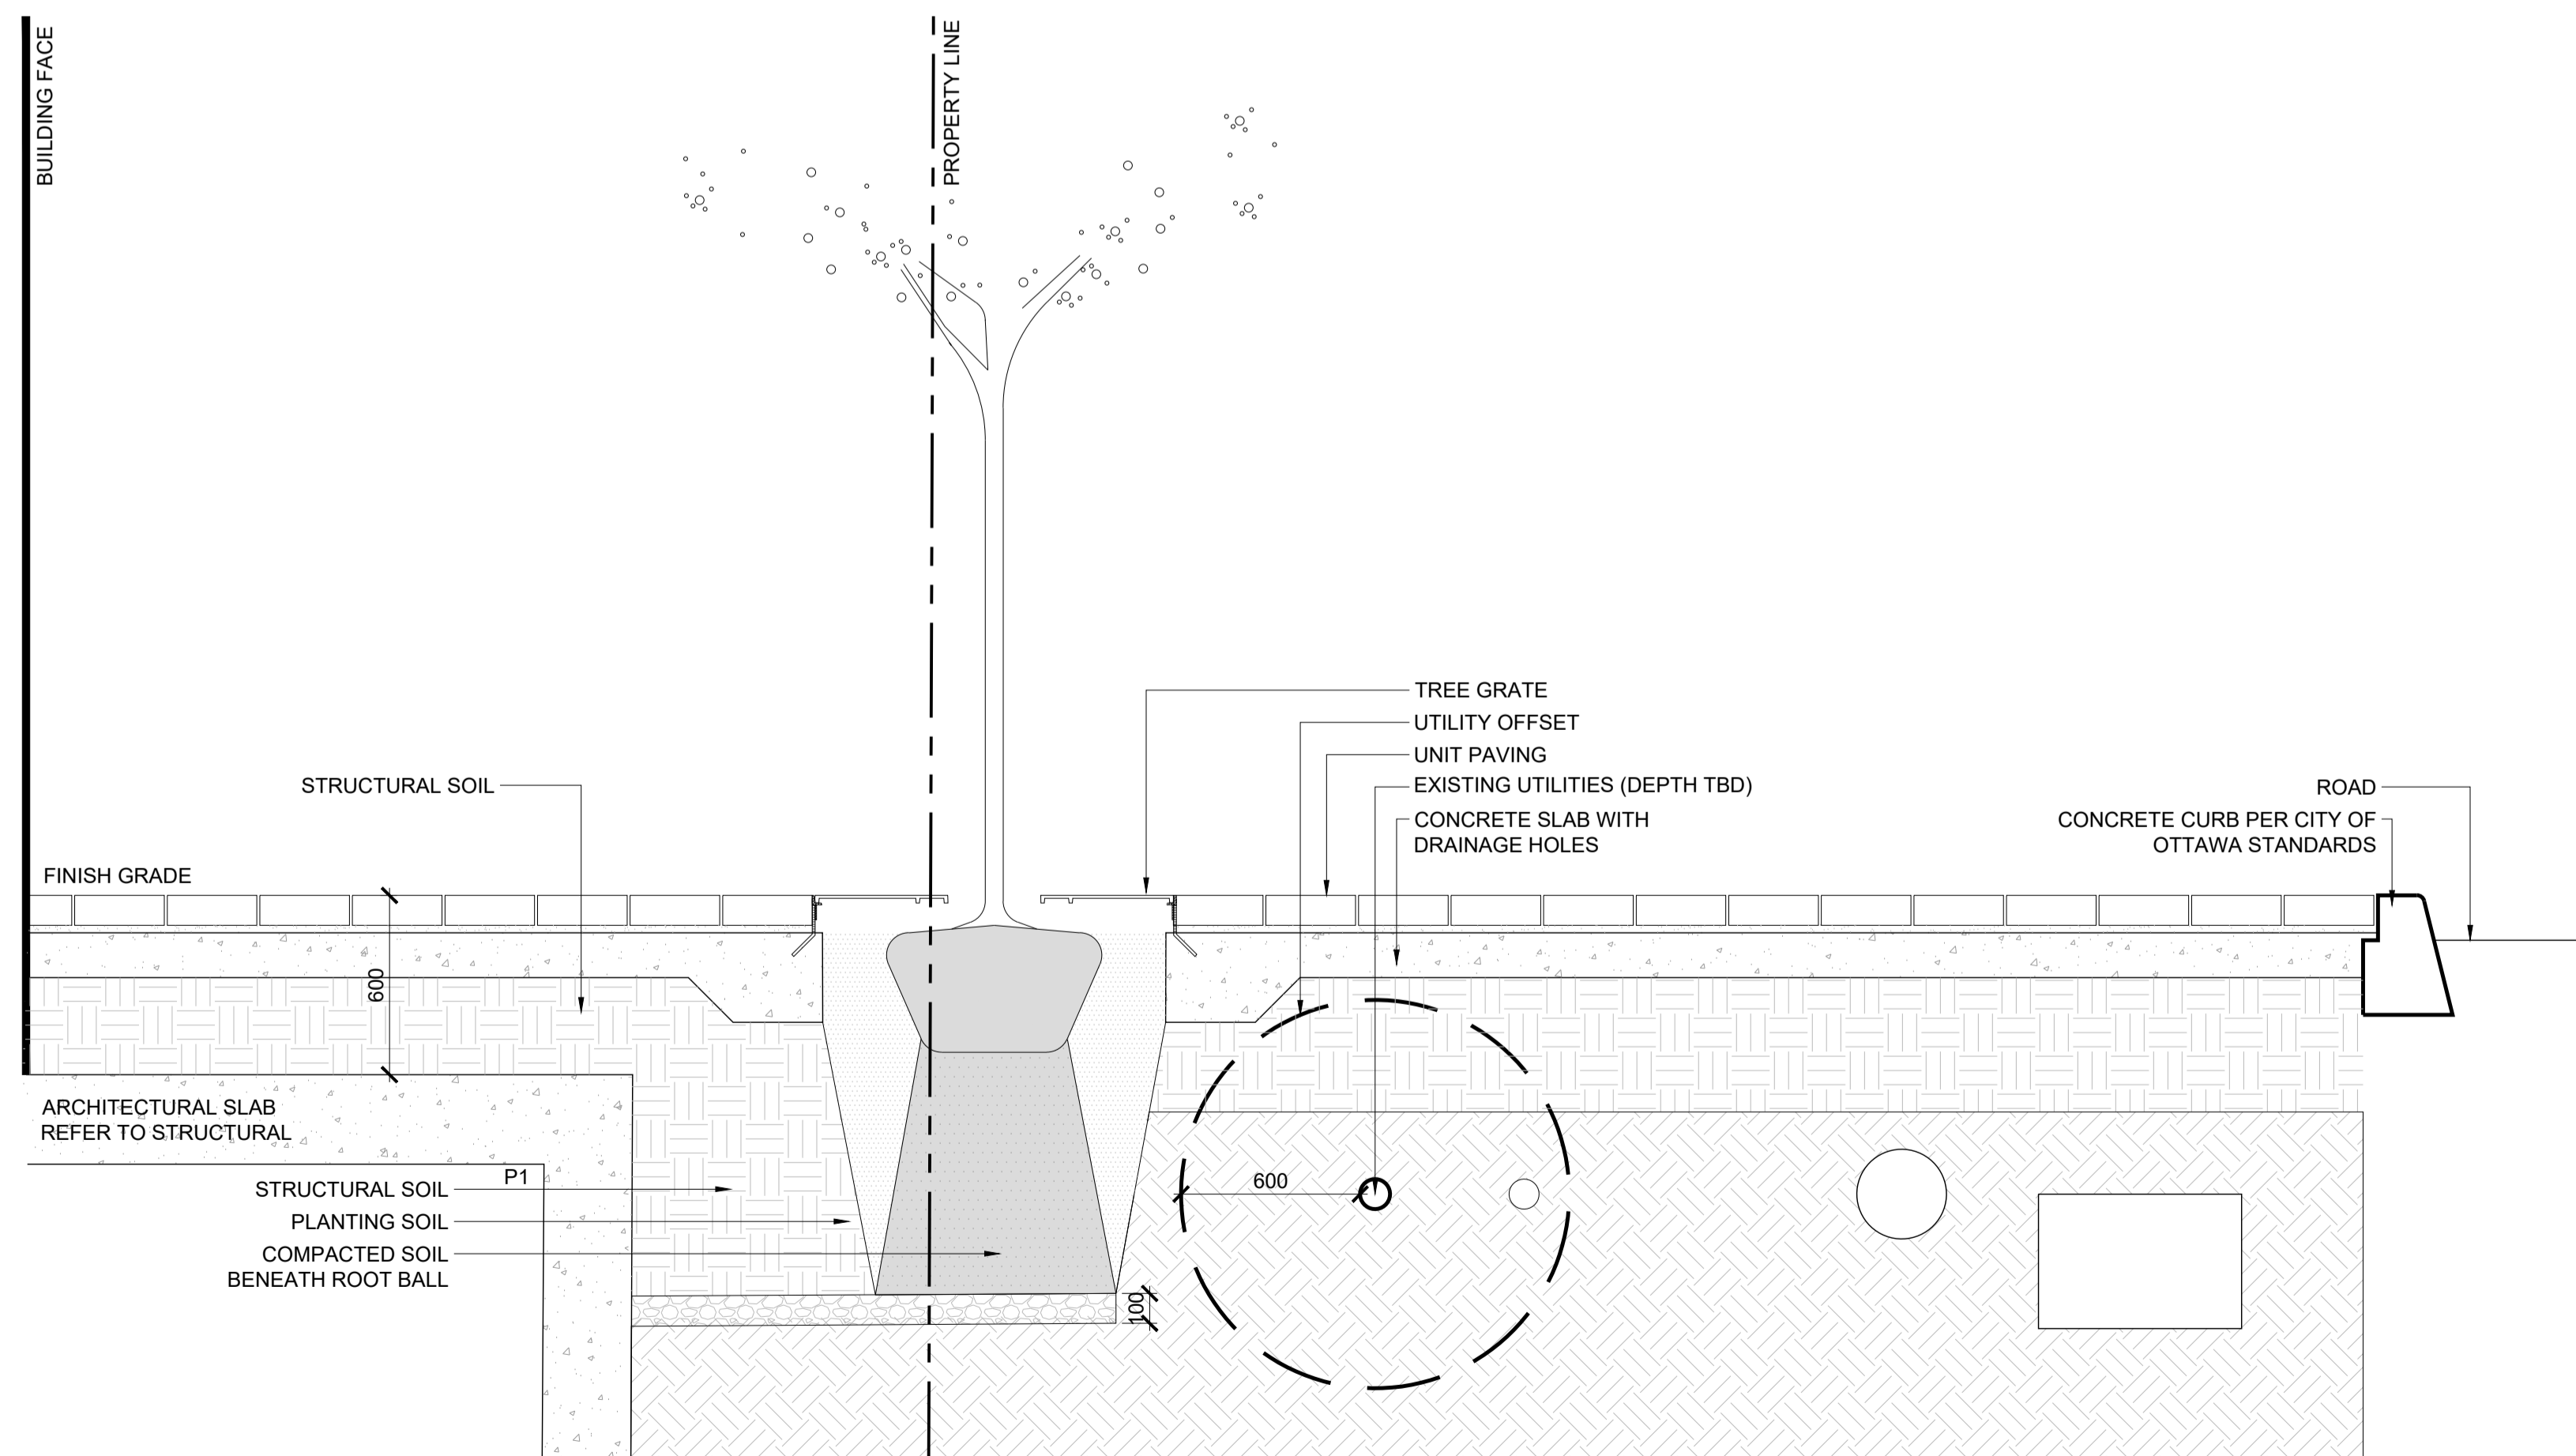 BUILDING FACE
PROPERTY LINE
TREE GRATE
UTILITY OFFSET
UNIT PAVING
STRUCTURAL SOIL
EXISTING UTILITIES (DEPTH TBD)
ROAD
CONCRETE SLAB WITH
DRAINAGE HOLES
CONCRETE CURB PER CITY OF
OTTAWA STANDARDS
FINISH GRADE
600
ARCHITECTURAL SLAB
REFER TO STRUCTURAL
P1
STRUCTURAL SOIL
600
PLANTING SOIL
COMPACTED SOIL
BENEATH ROOT BALL
100